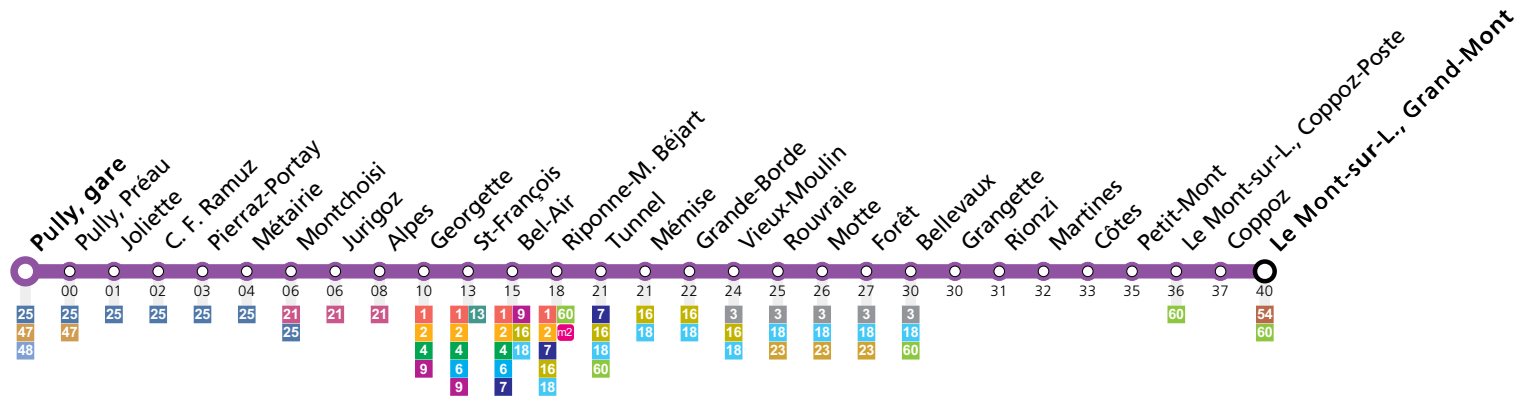 Pully, gare
Pully, Préau
Joliette
C. F. Ramuz
Pierraz-Portay
Métairie
Montchoisi
Jurigoz
Alpes
Georgette
St-François
Bel-Air
Riponne-M. Béjart
Tunnel
Mémise
Grande-Borde
Vieux-Moulin
Rouvraie
Motte
Forêt
Bellevaux
Grangette
Rionzi
Martines
Côtes
Petit-Mont
Le Mont-sur-L., Coppoz-Poste
Coppoz
Le Mont-sur-L., Grand-Mont
00 01 02 03 04 06 06 08 10 13 15 18 21 21 22 24 25 26 27 30 30 31 32 33 35 36 37 40
25 25 25 25 25 25 21 21 21 1 1 13 1 9 1 60 7 16 16 3 3 3 3 3 60 54
47 47 25 2 2 2 16 2 m2 16 18 18 16 18 18 18 18 60
48 4 4 4 18 7 18 18 23 23 23 60
9 6 6 16 60
9 7 18